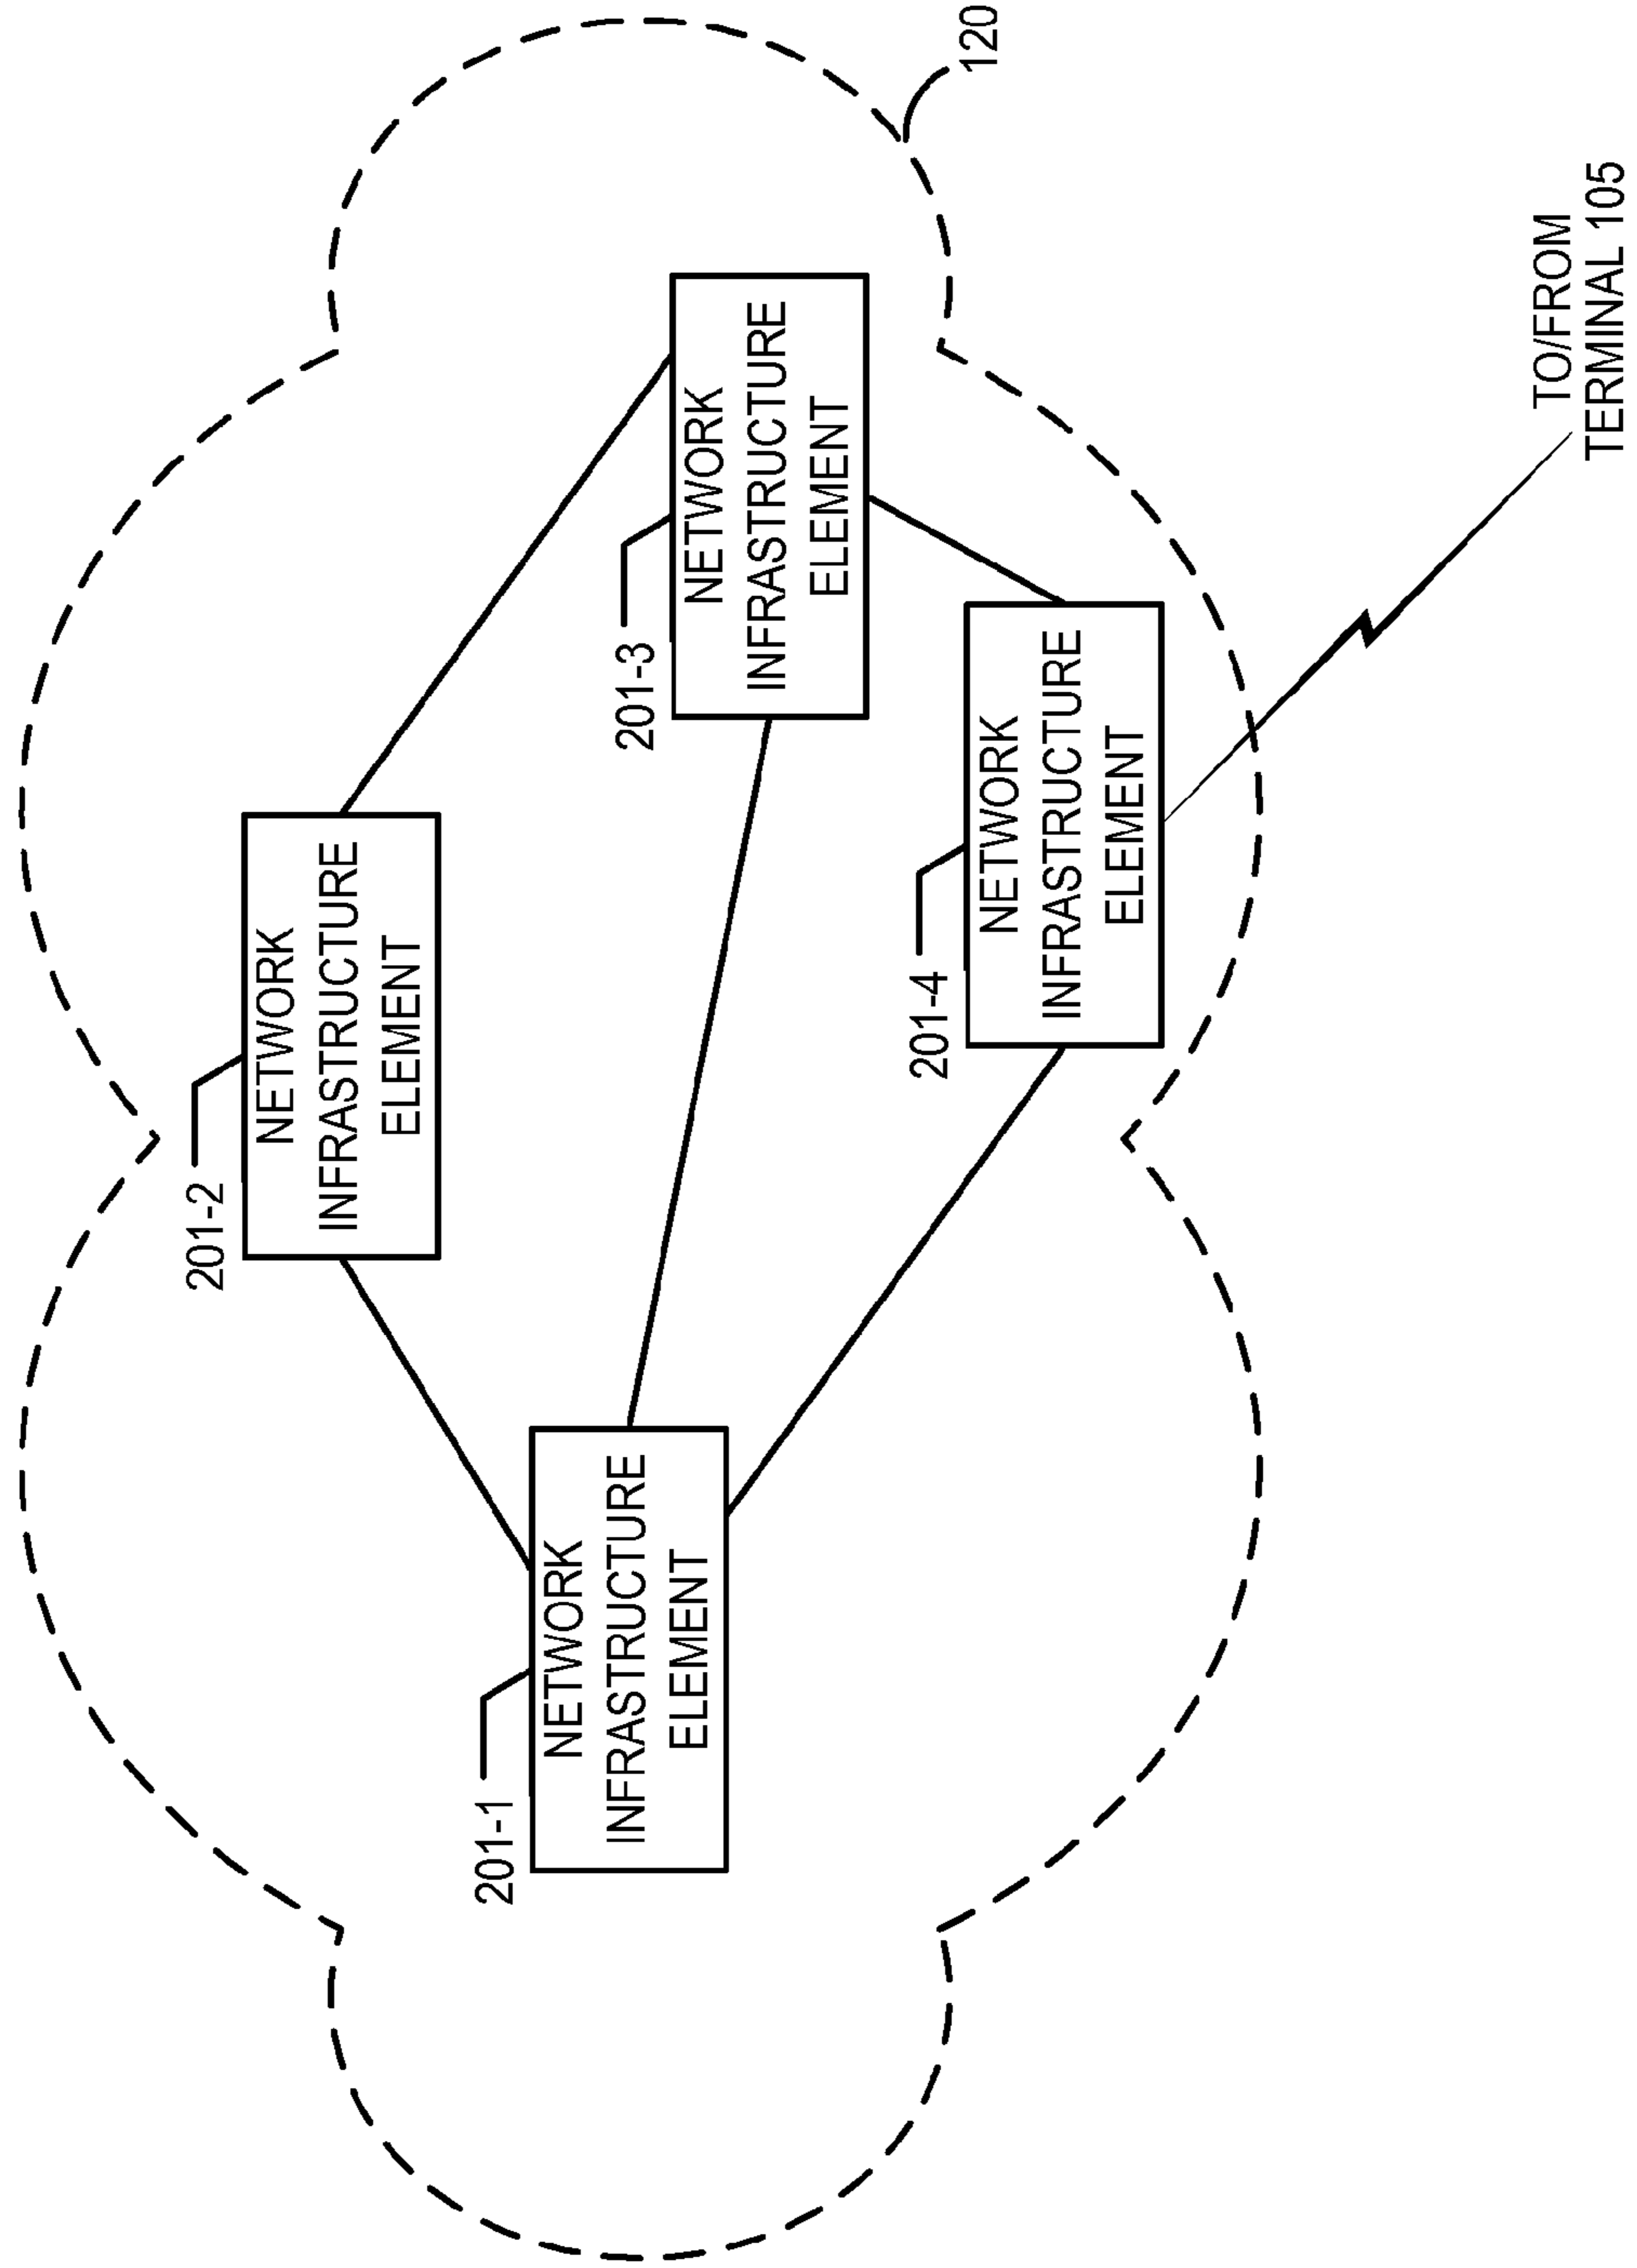 201-2
NETWORK
INFRASTRUCTURE
ELEMENT
201-1
NETWORK
INFRASTRUCTURE
ELEMENT
201-3
NETWORK
INFRASTRUCTURE
ELEMENT
201-4
NETWORK
INFRASTRUCTURE
ELEMENT
120
TO/FROM
TERMINAL 105